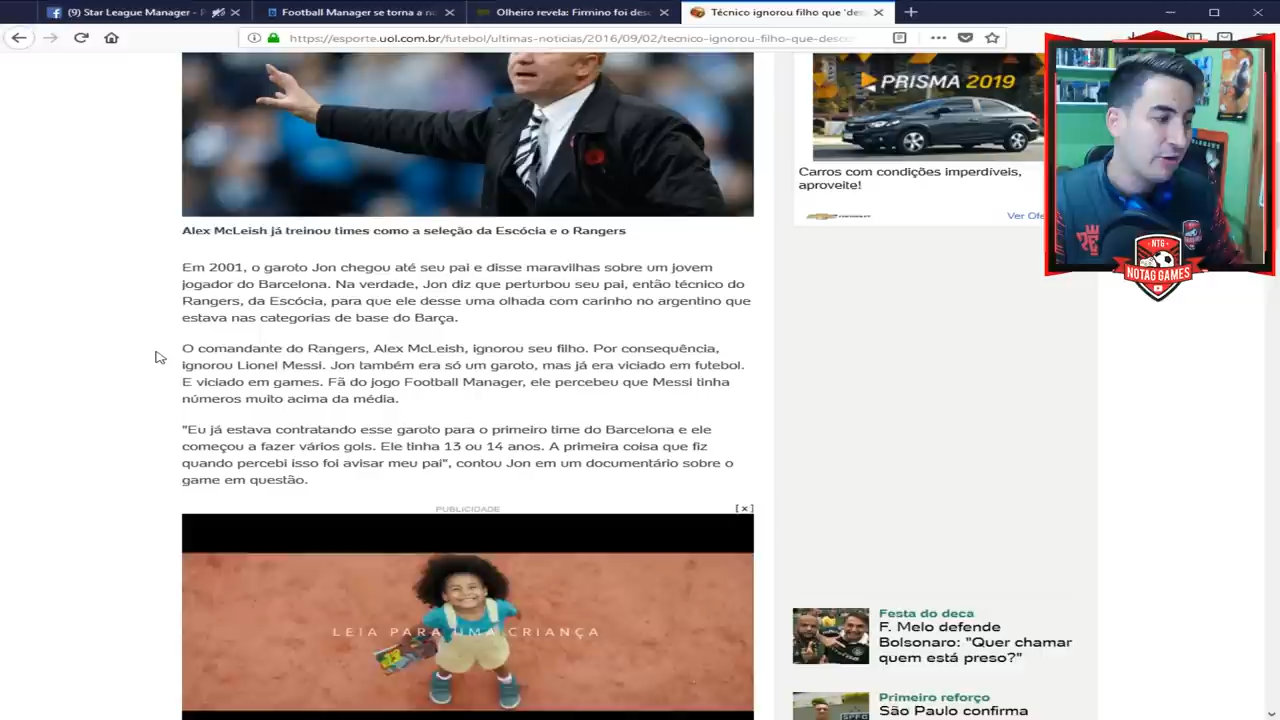 (9) Star League Manager - P
Football Manager se torna a no
Olheiro revela: Firmino foi desc
Técnico ignorou filho que 'des
https://esporte.uol.com.br/futebol/ultimas-noticias/2016/09/02/tecnico-ignorou-filho-que-desce
PRISMA 2019
Carros com condições imperdíveis,
aproveite!
CHEVROLET
Ver Ofe
NTG
NOTAG GAMES
Alex McLeish já treinou times como a seleção da Escócia e o Rangers
Em 2001, o garoto Jon chegou até seu pai e disse maravilhas sobre um jovem
jogador do Barcelona. Na verdade, Jon diz que perturbou seu pai, então técnico do
Rangers, da Escócia, para que ele desse uma olhada com carinho no argentino que
estava nas categorias de base do Barça.
O comandante do Rangers, Alex McLeish, ignorou seu filho. Por consequência,
ignorou Lionel Messi. Jon também era só um garoto, mas já era viciado em futebol.
E viciado em games. Fã do jogo Football Manager, ele percebeu que Messi tinha
números muito acima da média.
"Eu já estava contratando esse garoto para o primeiro time do Barcelona e ele
começou a fazer vários gols. Ele tinha 13 ou 14 anos. A primeira coisa que fiz
quando percebi isso foi avisar meu pai", contou Jon em um documentário sobre o
game em questão.
PUBLICIDADE
[×]
LEIA PARA UMA CRIANÇA
Festa do deca
F. Melo defende
Bolsonaro: "Quer chamar
quem está preso?"
Primeiro reforço
São Paulo confirma